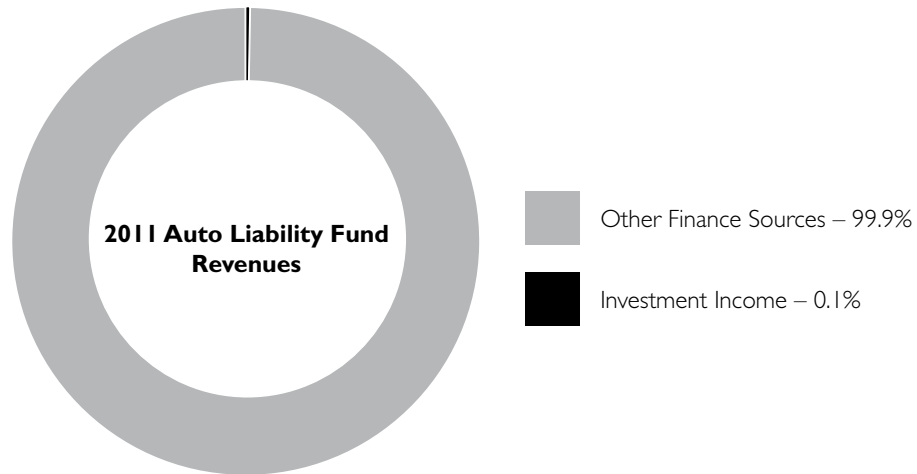 2011 Auto Liability Fund
Revenues
Other Finance Sources – 99.9%
Investment Income – 0.1%